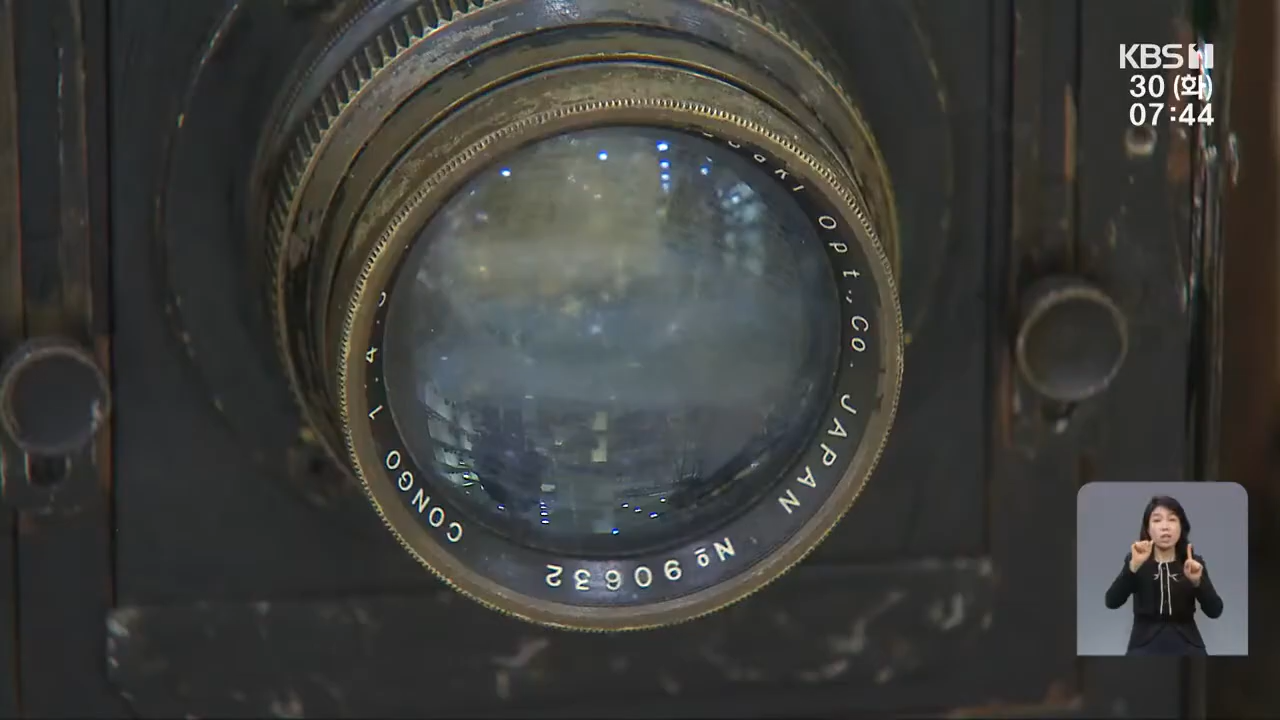 KBS 1
30 (화)
07:44
OPT., CO. JAPAN
№ 90632
CONGO 1:4.